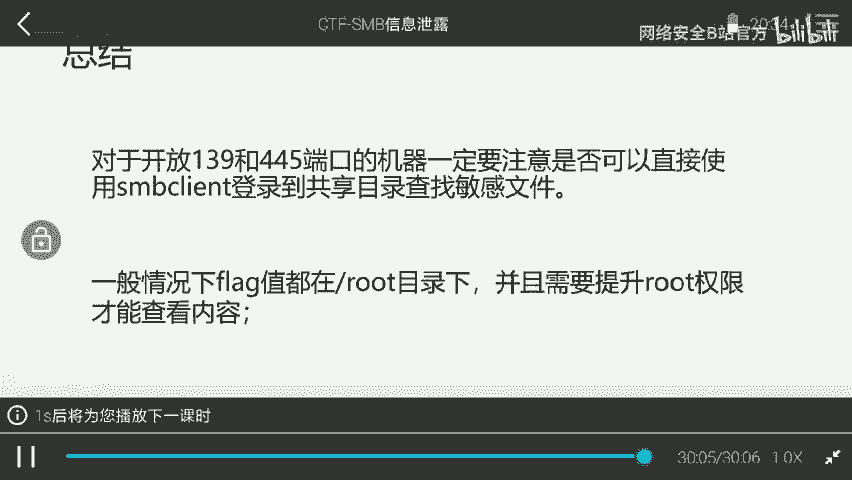 CTF-SMB信息泄露
20:34
网络安全B站官方 bilibili
总结
对于开放139和445端口的机器一定要注意是否可以直接使
用smbclient登录到共享目录查找敏感文件。
一般情况下flag值都在/root目录下，并且需要提升root权限
才能查看内容；
1s后将为您播放下一课时
30:05/30:06 1.0X